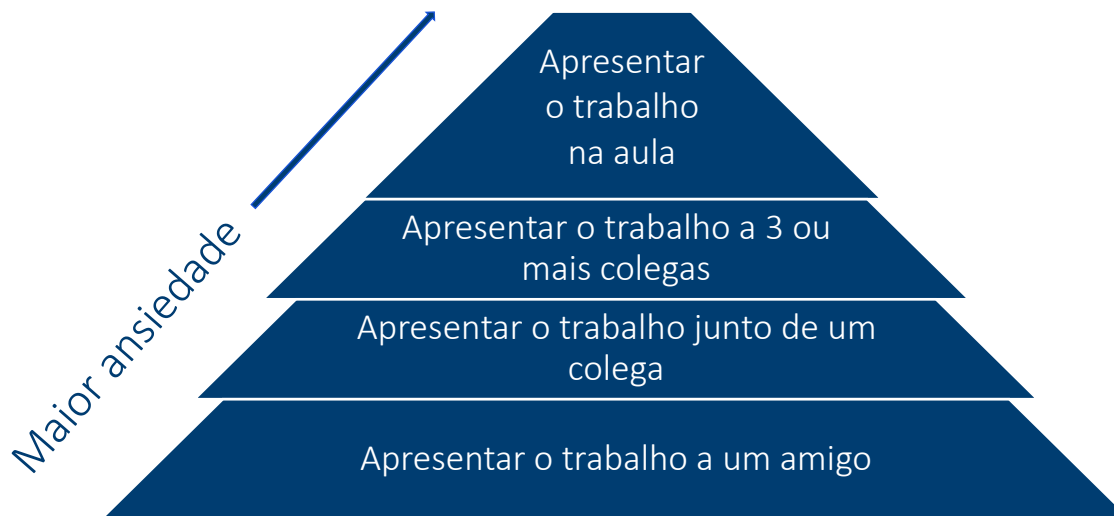 Apresentar
o trabalho
na aula
Apresentar o trabalho a 3 ou
mais colegas
Apresentar o trabalho junto de um
colega
Apresentar o trabalho a um amigo
Maior ansiedade